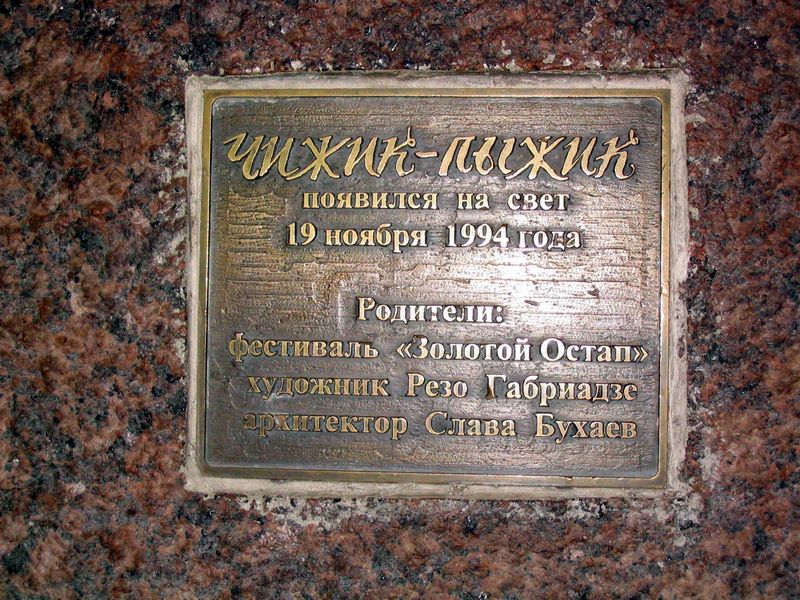 Чижик-Пыжик
появился на свет
19 ноября 1994 года
Родители:
фестиваль «Золотой Остап»
художник Резо Габриадзе
архитектор Слава Бухаев